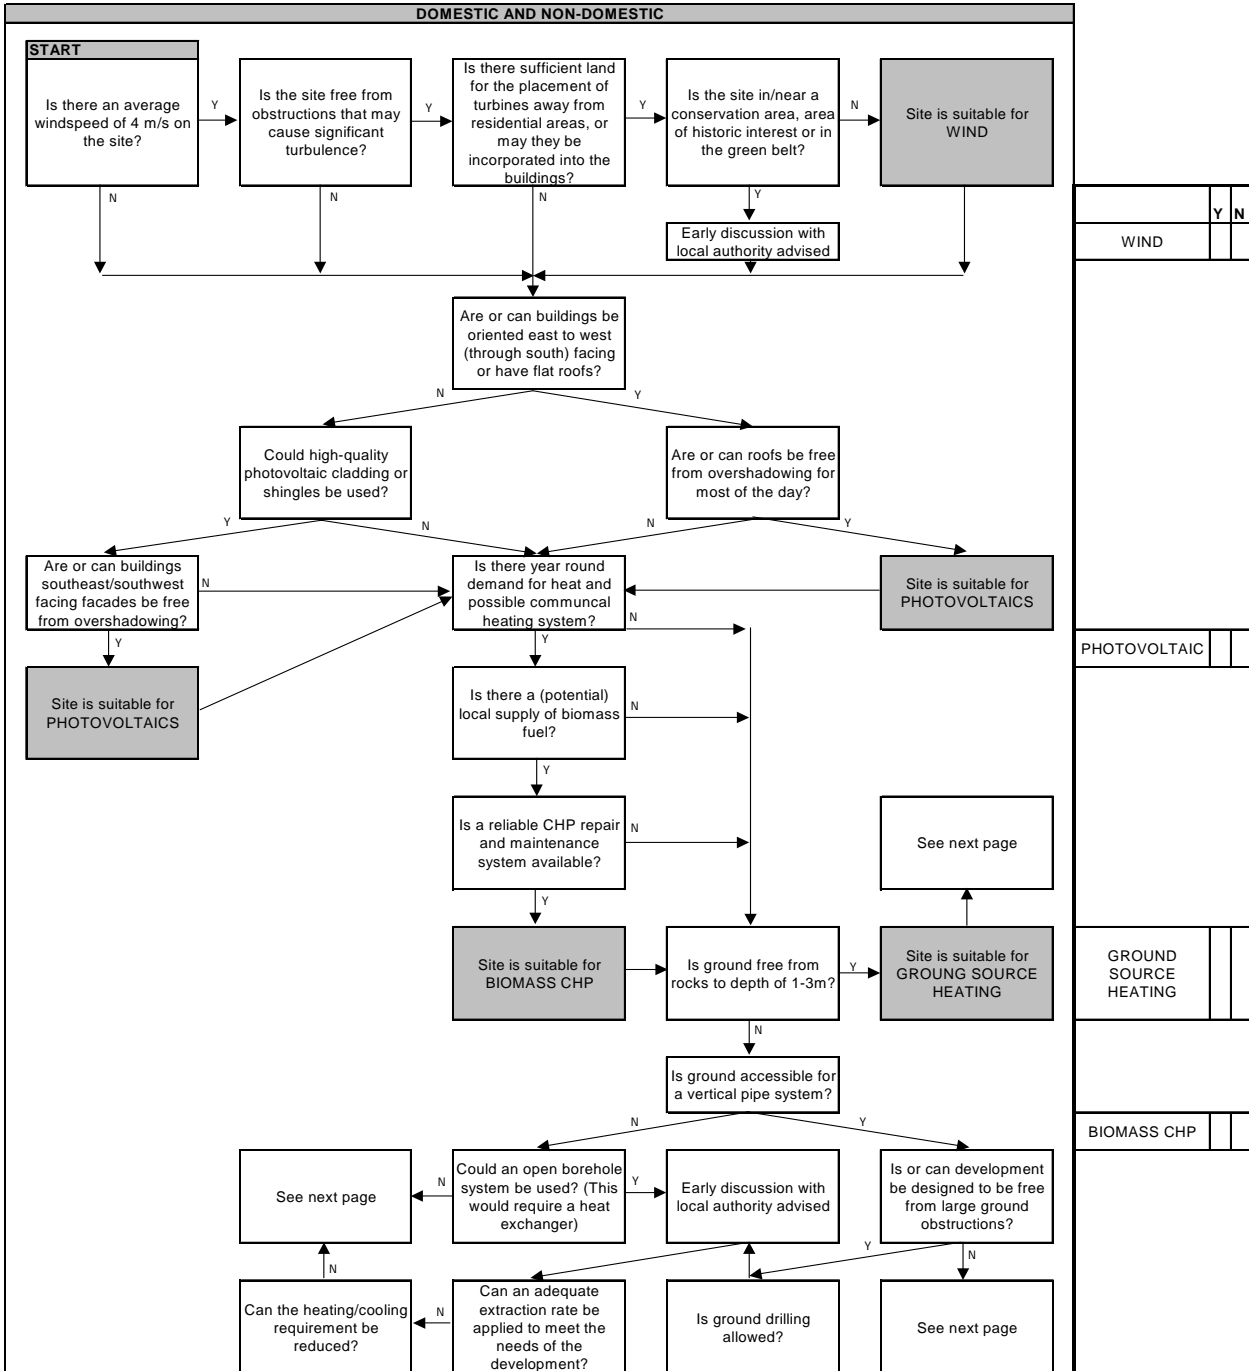 DOMESTIC AND NON-DOMESTIC
START
Is there an average
windspeed of 4 m/s on
the site?
Y
Is the site free from
obstructions that may
cause significant
turbulence?
Y
Is there sufficient land
for the placement of
turbines away from
residential areas, or
may they be
incorporated into the
buildings?
Y
Is the site in/near a
conservation area, area
of historic interest or in
the green belt?
N
Site is suitable for
WIND
N
N
N
Y
Early discussion with
local authority advised
Y N
WIND
Are or can buildings be
oriented east to west
(through south) facing
or have flat roofs?
N
Y
Could high-quality
photovoltaic cladding or
shingles be used?
Are or can roofs be free
from overshadowing for
most of the day?
Y
N
N
Y
Are or can buildings
southeast/southwest
facing facades be free
from overshadowing?
N
Is there year round
demand for heat and
possible communcal
heating system?
N
Site is suitable for
PHOTOVOLTAICS
Y
Y
PHOTOVOLTAIC
Site is suitable for
PHOTOVOLTAICS
Is there a (potential)
local supply of biomass
fuel?
N
Y
Is a reliable CHP repair
and maintenance
system available?
N
See next page
Y
Site is suitable for
BIOMASS CHP
Is ground free from
rocks to depth of 1-3m?
Y
Site is suitable for
GROUNG SOURCE
HEATING
GROUND
SOURCE
HEATING
N
Is ground accessible for
a vertical pipe system?
N
Y
BIOMASS CHP
See next page
N
Could an open borehole
system be used? (This
would require a heat
exchanger)
Y
Early discussion with
local authority advised
Is or can development
be designed to be free
from large ground
obstructions?
Y
N
N
Can the heating/cooling
requirement be
reduced?
N
Can an adequate
extraction rate be
applied to meet the
needs of the
development?
Is ground drilling
allowed?
See next page